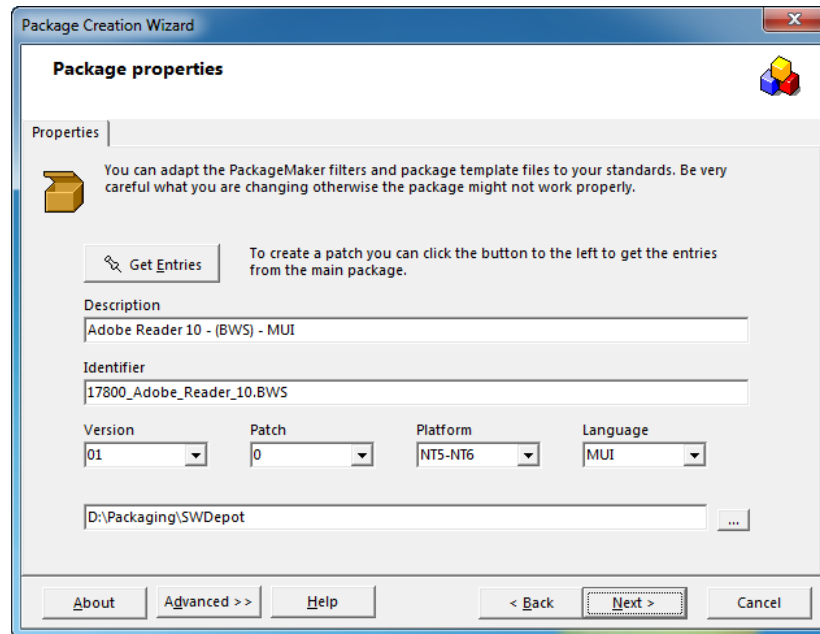 Package Creation Wizard
Package properties
Properties
You can adapt the PackageMaker filters and package template files to your standards. Be very
careful what you are changing otherwise the package might not work properly.
Get Entries
To create a patch you can click the button to the left to get the entries
from the main package.
Description
Adobe Reader 10 - (BWS) - MUI
Identifier
17800_Adobe_Reader_10.BWS
Version Patch Platform Language
01 0 NT5-NT6 MUI
D:\Packaging\SWDepot
...
About Advanced >> Help < Back Next > Cancel